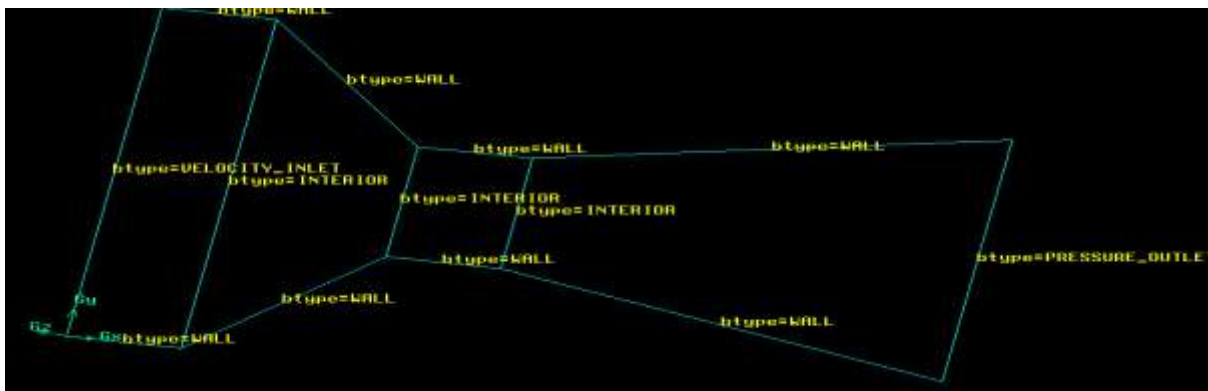 btype=WALL
btype=WALL
btype=WALL
btype=WALL
btype=VELOCITY_INLET
btype=INTERIOR
btype=INTERIOR
btype=INTERIOR
btype=WALL
btype=PRESSURE_OUTLET
btype=WALL
Gy
btype=WALL
Gz
Gx
btype=WALL